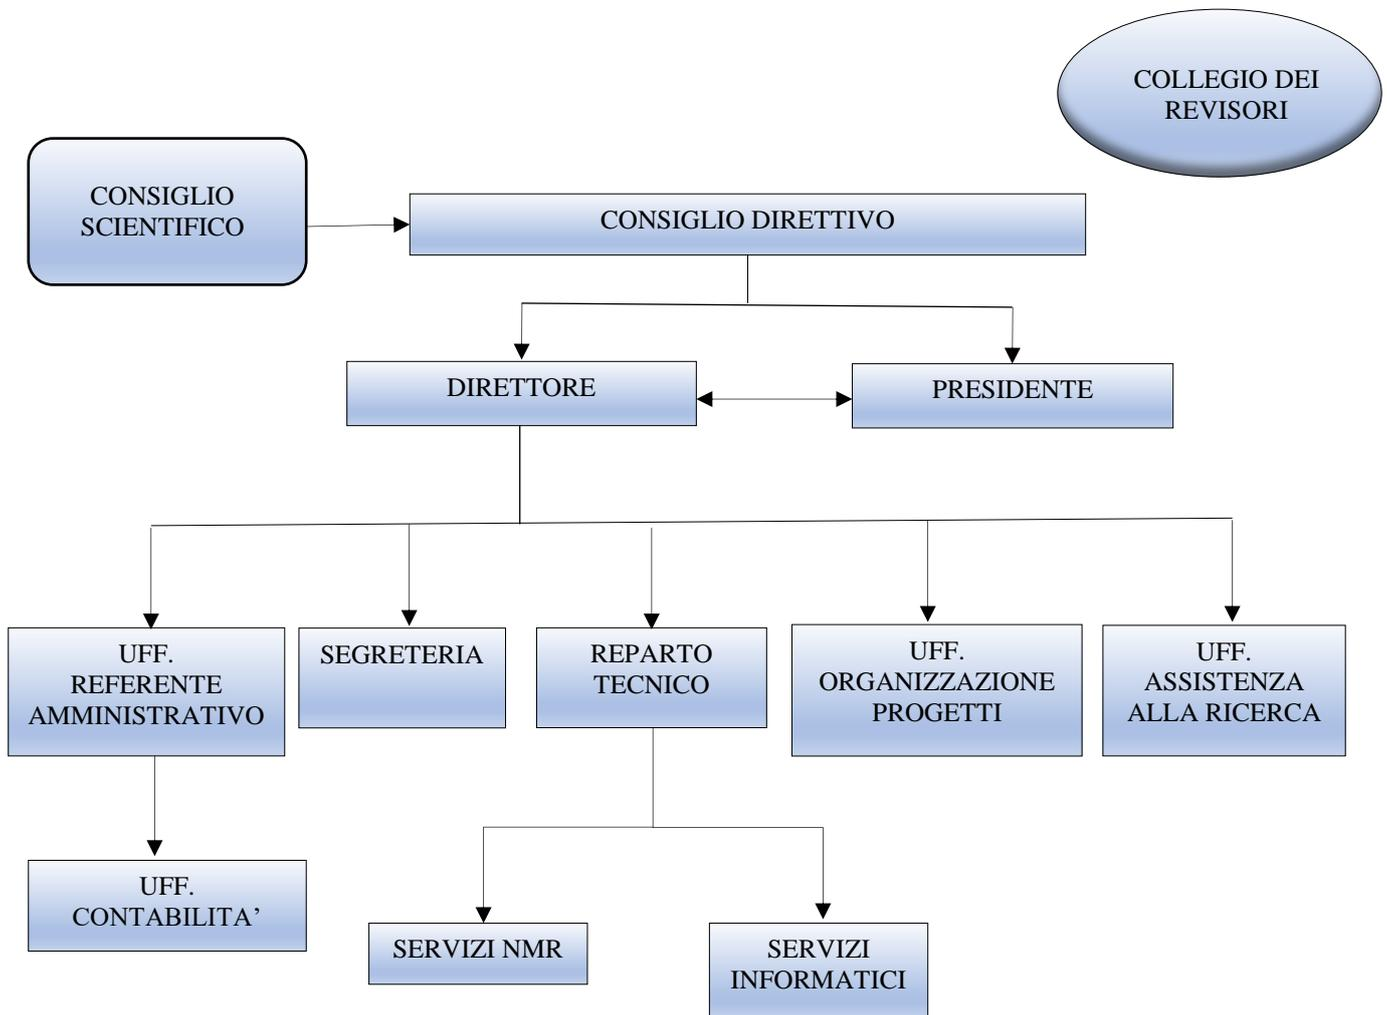 COLLEGIO DEI
REVISORI
CONSIGLIO
SCIENTIFICO
CONSIGLIO DIRETTIVO
DIRETTORE
PRESIDENTE
UFF.
REFERENTE
AMMINISTRATIVO
SEGRETERIA
REPARTO
TECNICO
UFF.
ORGANIZZAZIONE
PROGETTI
UFF.
ASSISTENZA
ALLA RICERCA
UFF.
CONTABILITA’
SERVIZI NMR
SERVIZI
INFORMATICI